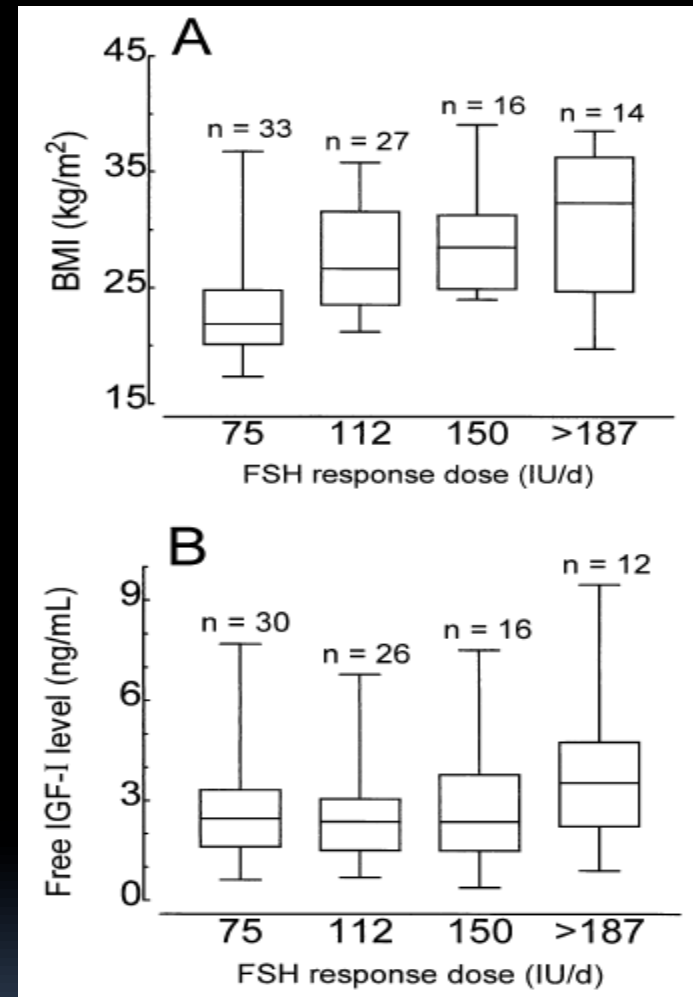 A
45
35
25
15
BMI (kg/m²)
n = 33
n = 27
n = 16
n = 14
75 112 150 >187
FSH response dose (IU/d)
B
9
6
3
0
Free IGF-I level (ng/mL)
n = 30
n = 26
n = 16
n = 12
75 112 150 >187
FSH response dose (IU/d)